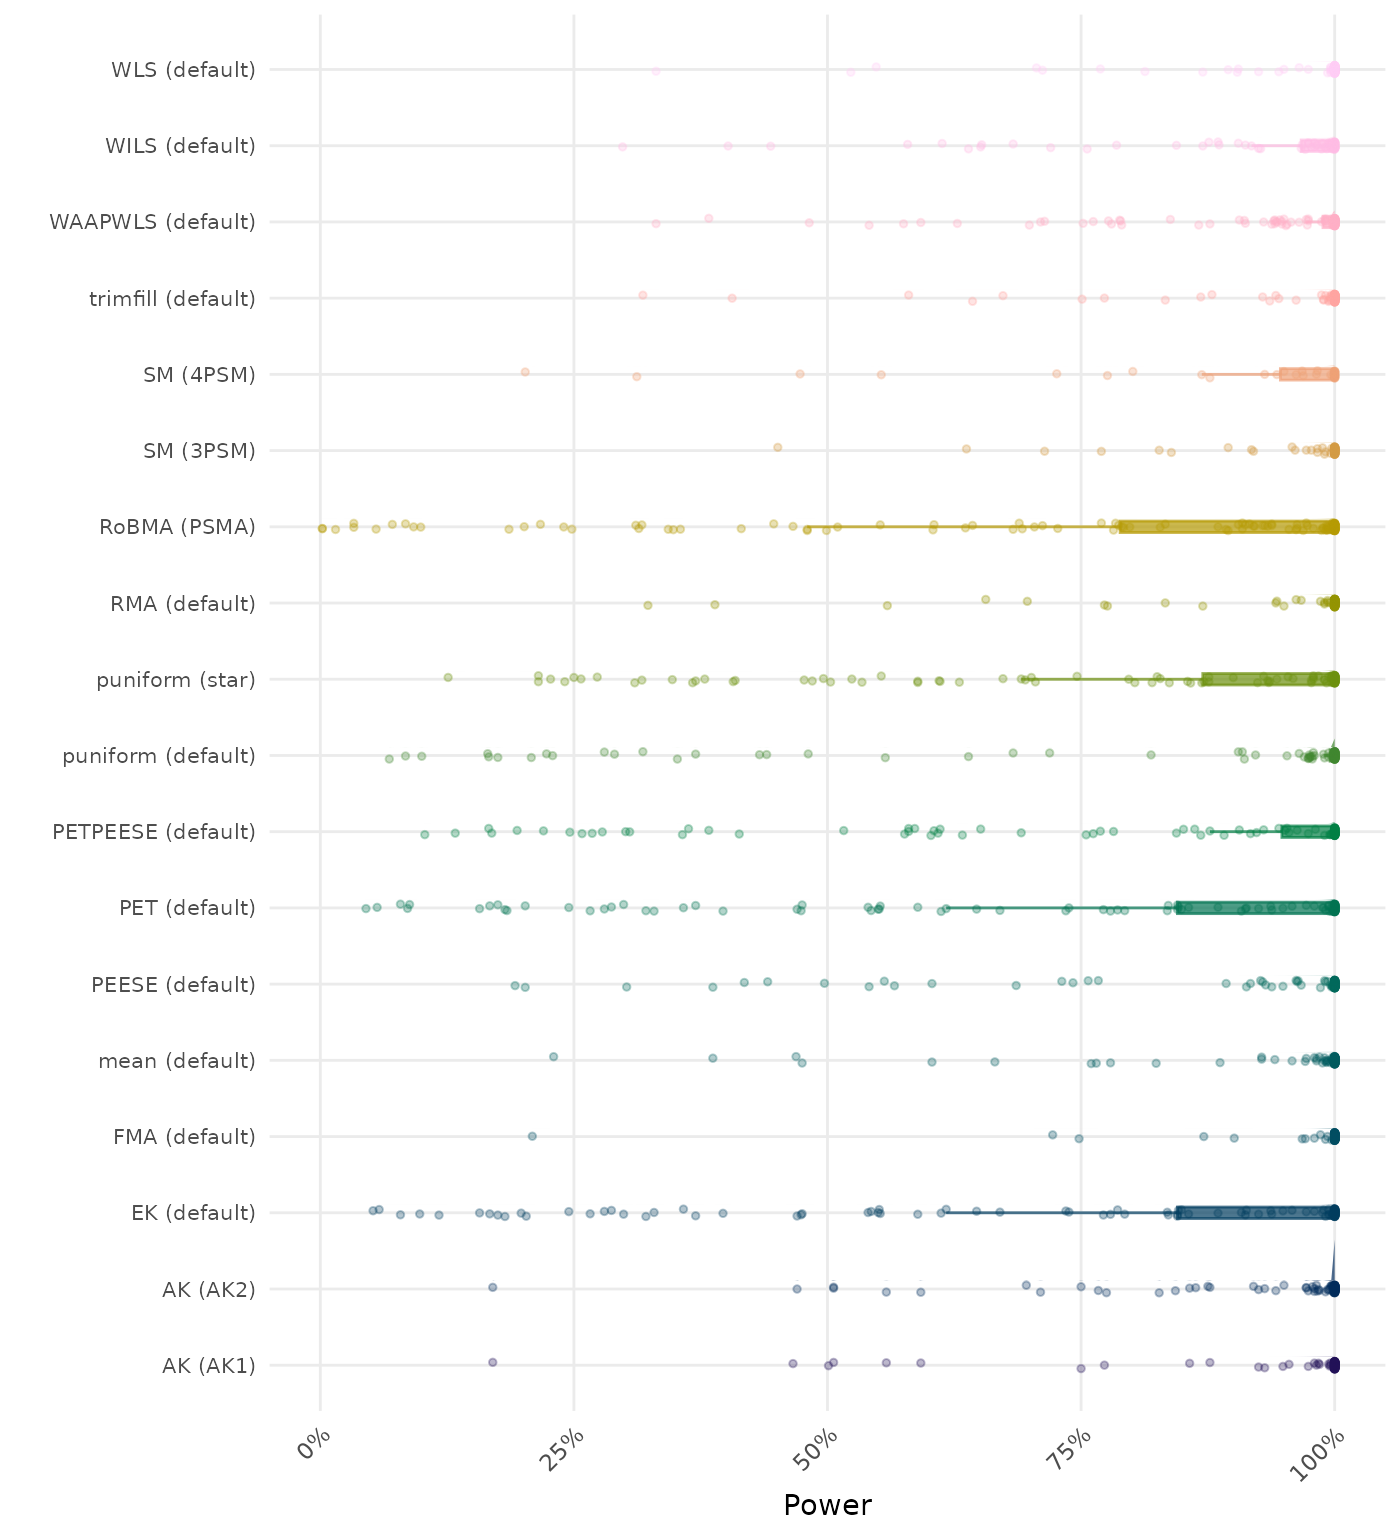 WLS (default)
WILS (default)
WAAPWLS (default)
trimfill (default)
SM (4PSM)
SM (3PSM)
RoBMA (PSMA)
RMA (default)
puniform (star)
puniform (default)
PETPEESE (default)
PET (default)
PEESE (default)
mean (default)
FMA (default)
EK (default)
AK (AK2)
AK (AK1)
0% 25% 50% 75% 100%
Power